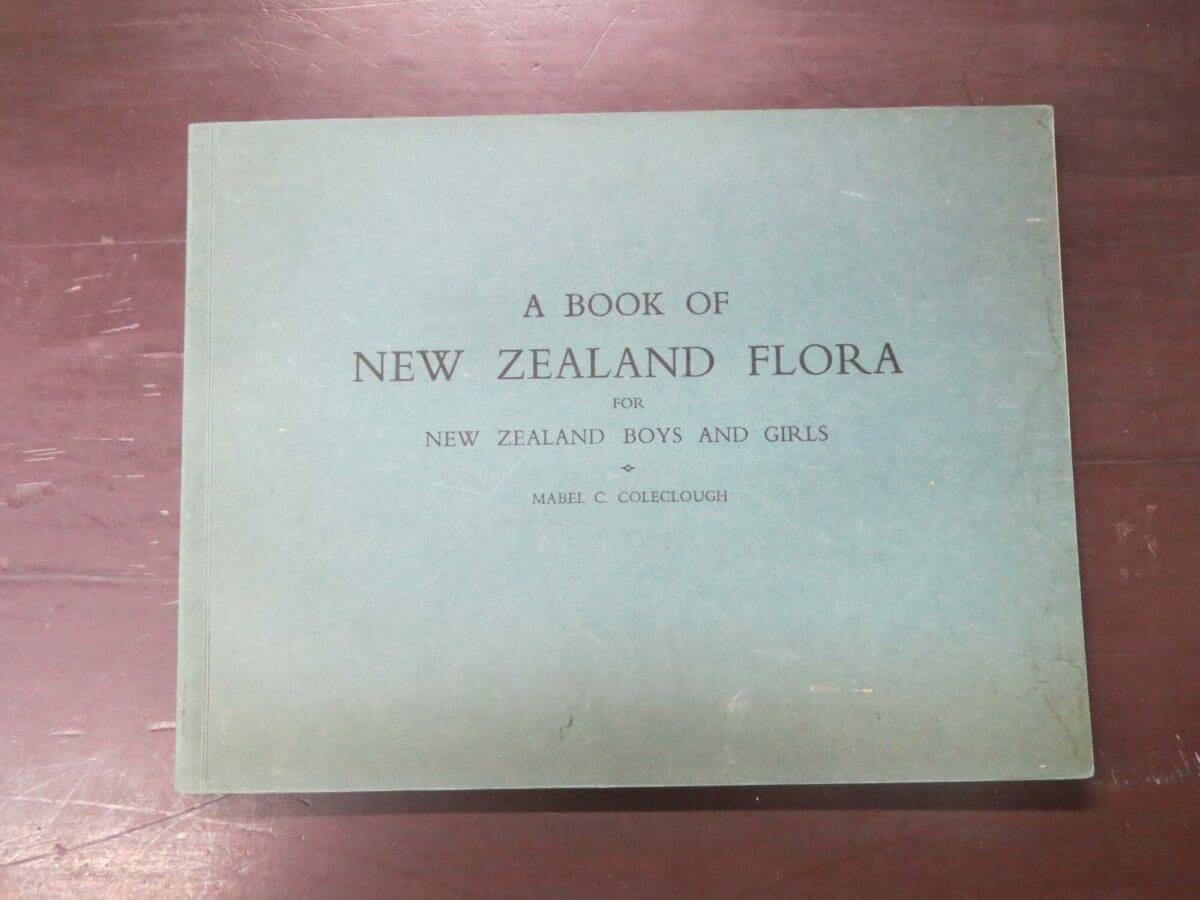 A BOOK OF
NEW ZEALAND FLORA
FOR
NEW ZEALAND BOYS AND GIRLS
MABEL C. COLECLOUGH